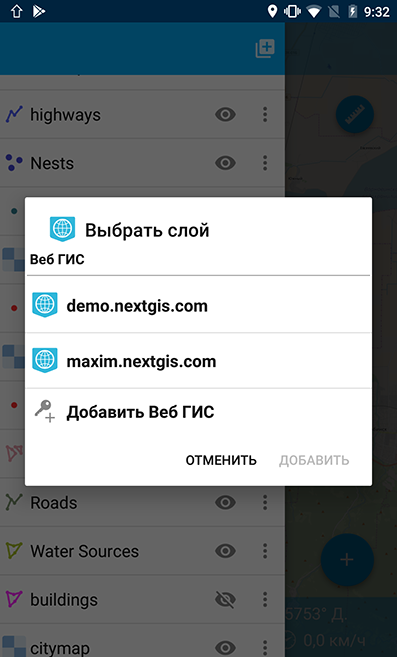 9:32
highways
Nests
Выбрать слой
Веб ГИС
demo.nextgis.com
maxim.nextgis.com
Добавить Веб ГИС
ОТМЕНИТЬ
ДОБАВИТЬ
Roads
Water Sources
buildings
5753° Д
citymap
0,0 км/ч